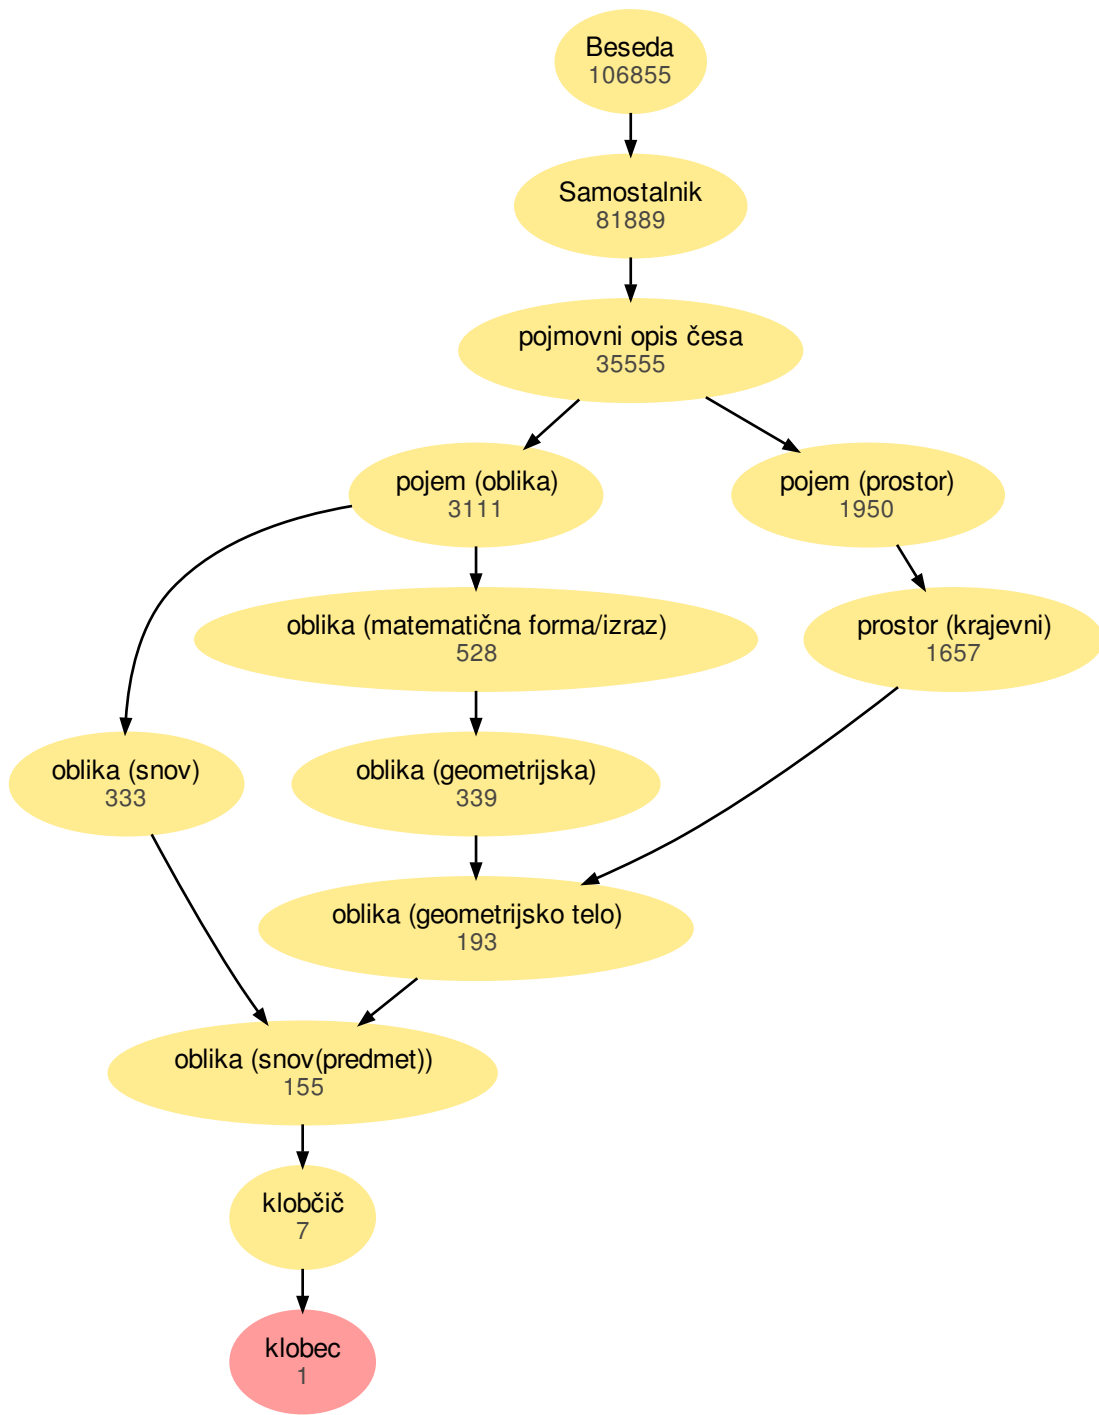 Beseda
106855
Samostalnik
81889
pojmovni opis česa
35555
pojem (oblika)
3111
pojem (prostor)
1950
oblika (matematična forma/izraz)
528
prostor (krajevni)
1657
oblika (snov)
333
oblika (geometrijska)
339
oblika (geometrijsko telo)
193
oblika (snov(predmet))
155
klobčič
7
klobec
1